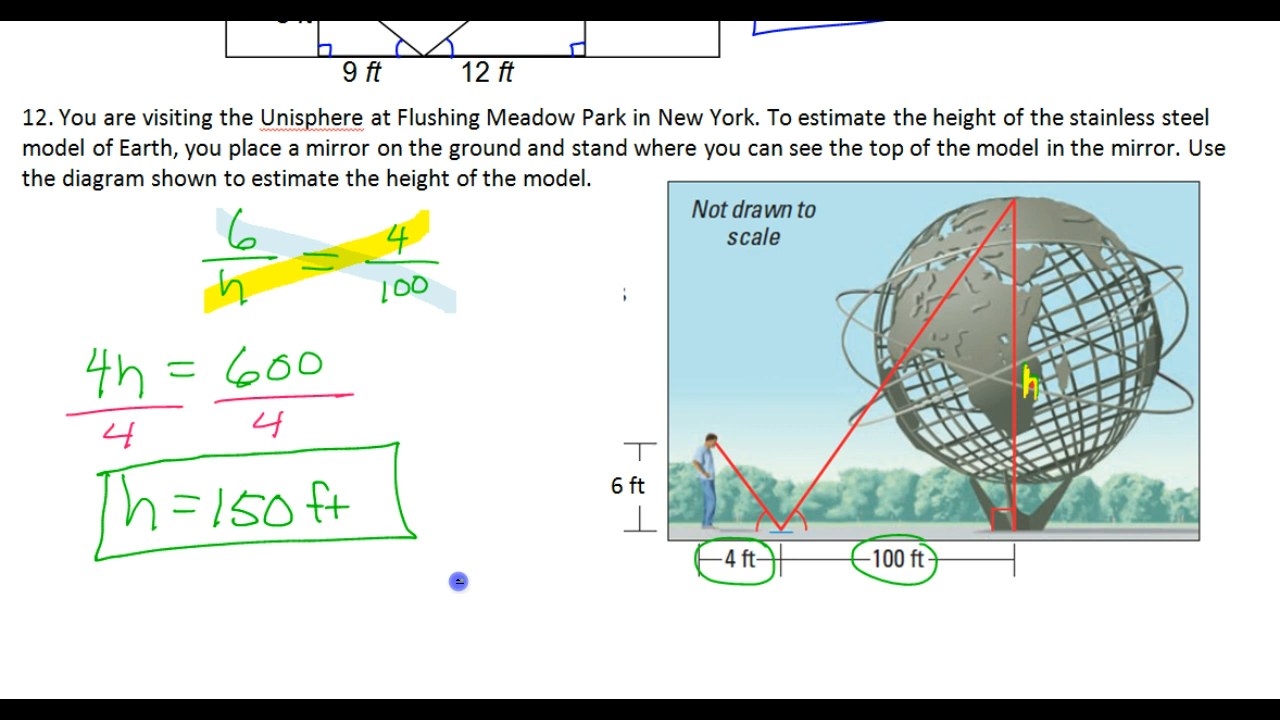 9 ft 12 ft
12. You are visiting the Unisphere at Flushing Meadow Park in New York. To estimate the height of the stainless steel
model of Earth, you place a mirror on the ground and stand where you can see the top of the model in the mirror. Use
the diagram shown to estimate the height of the model.
Not drawn to
scale
6/h = 4/100
4h = 600
4 4
h = 150 ft
h
6 ft
4 ft 100 ft